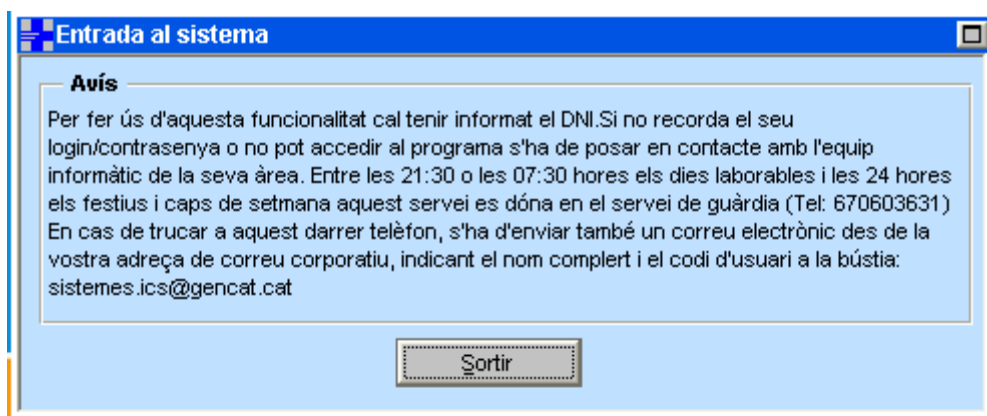 Entrada al sistema
Avís
Per fer ús d'aquesta funcionalitat cal tenir informat el DNI.Si no recorda el seu
login/contrasenya o no pot accedir al programa s'ha de posar en contacte amb l'equip
informàtic de la seva àrea. Entre les 21:30 o les 07:30 hores els dies laborables i les 24 hores
els festius i caps de setmana aquest servei es dóna en el servei de guàrdia (Tel: 670603631)
En cas de trucar a aquest darrer telèfon, s'ha d'enviar també un correu electrònic des de la
vostra adreça de correu corporatiu, indicant el nom complert i el codi d'usuari a la bústia:
sistemes.ics@gencat.cat
Sortir